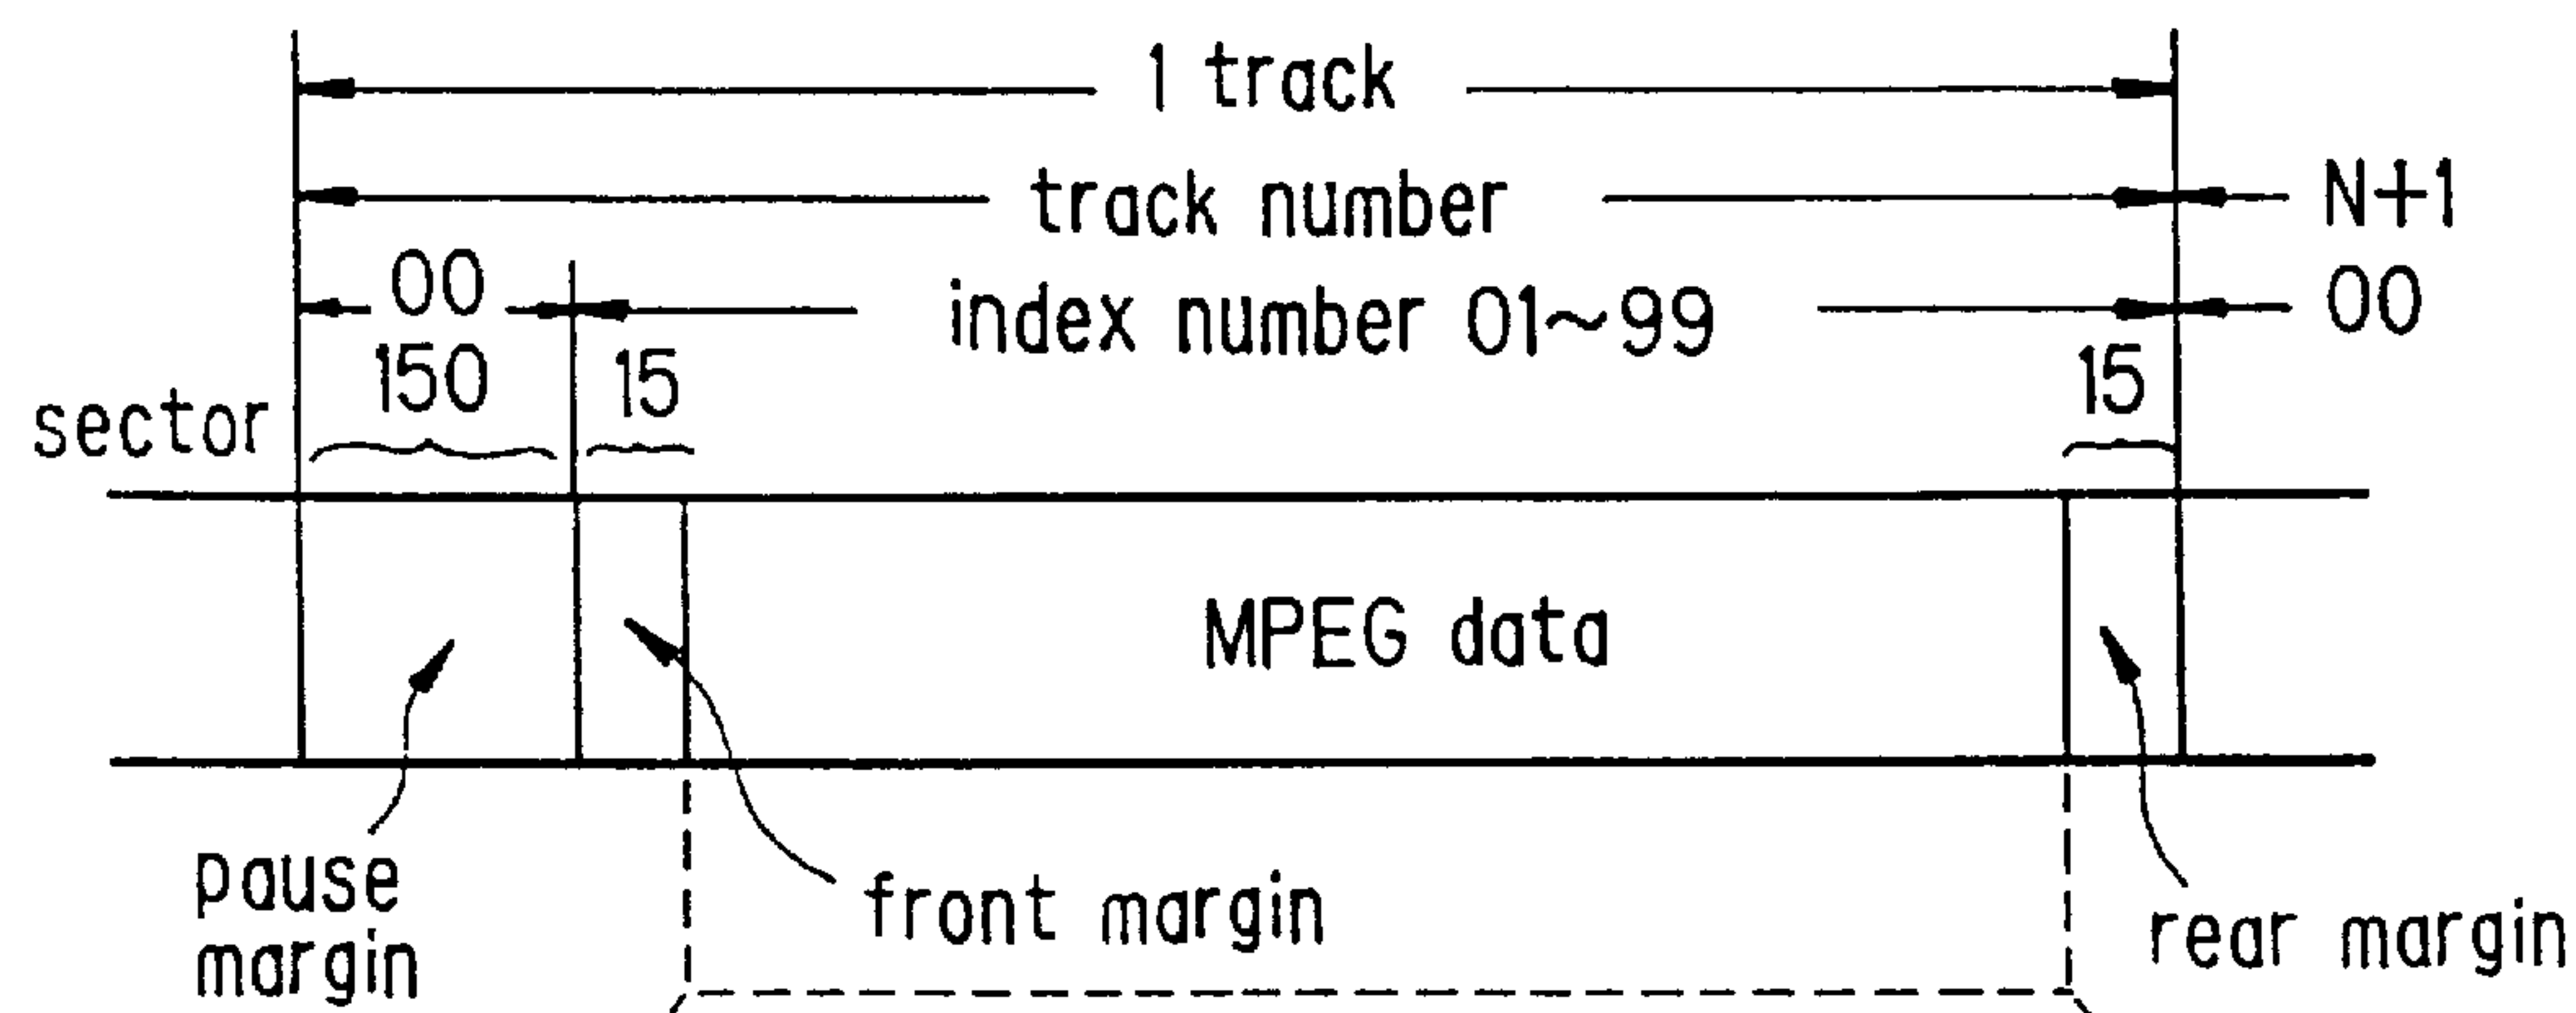 1 track
track number N+1
00 index number 01~99 00
sector 150 15 15
MPEG data
pause
margin
front margin
rear margin